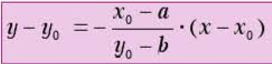 y − y₀ = − (x₀ − a)/(y₀ − b) · (x − x₀)